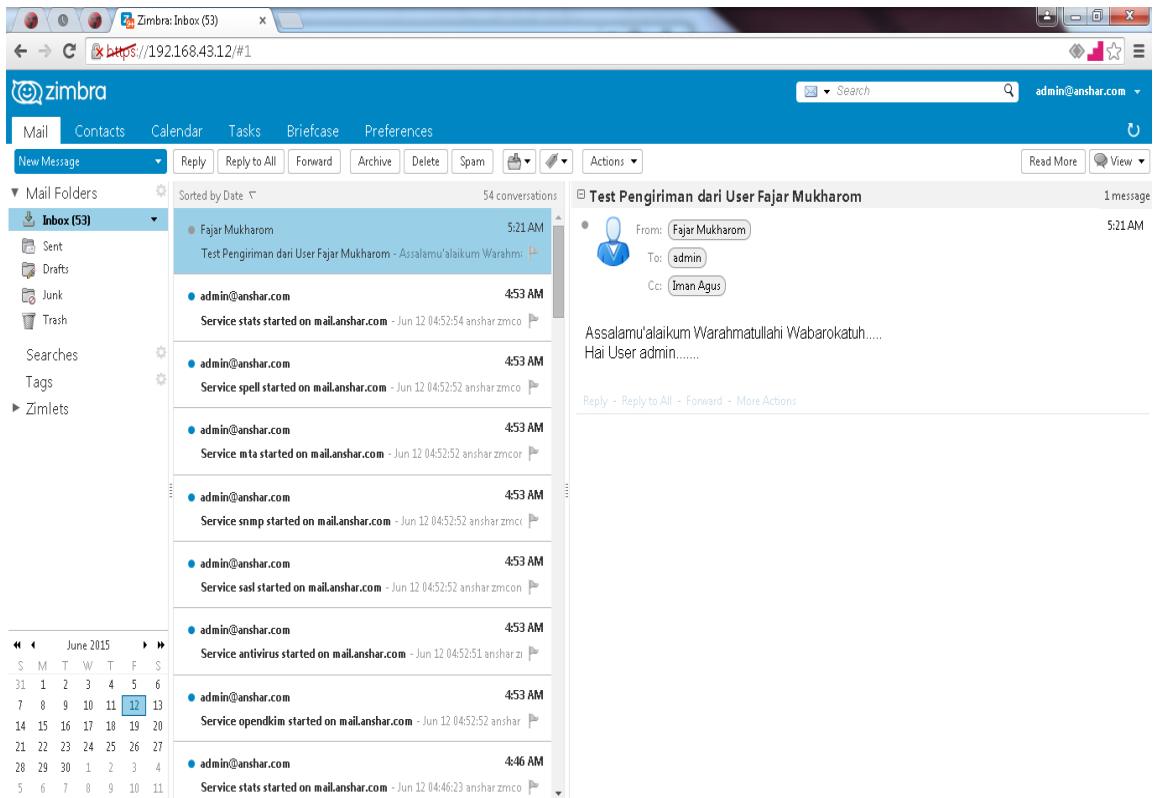 Zimbra: Inbox (53)
https://192.168.43.12/#1
zimbra
Search
admin@anshar.com
Mail Contacts Calendar Tasks Briefcase Preferences
New Message Reply Reply to All Forward Archive Delete Spam Actions Read More View
Mail Folders
Inbox (53)
Sent
Drafts
Junk
Trash
Searches
Tags
Zimlets
June 2015
S M T W T F S
31 1 2 3 4 5 6
7 8 9 10 11 12 13
14 15 16 17 18 19 20
21 22 23 24 25 26 27
28 29 30 1 2 3 4
5 6 7 8 9 10 11
Sorted by Date 54 conversations
Fajar Mukharom 5:21 AM
Test Pengiriman dari User Fajar Mukharom - Assalamu'alaikum Warahm
admin@anshar.com 4:53 AM
Service stats started on mail.anshar.com - Jun 12 04:52:54 anshar zmco
admin@anshar.com 4:53 AM
Service spell started on mail.anshar.com - Jun 12 04:52:52 anshar zmco
admin@anshar.com 4:53 AM
Service mta started on mail.anshar.com - Jun 12 04:52:52 anshar zmcor
admin@anshar.com 4:53 AM
Service snmp started on mail.anshar.com - Jun 12 04:52:52 anshar zmcc
admin@anshar.com 4:53 AM
Service sasl started on mail.anshar.com - Jun 12 04:52:52 anshar zmcon
admin@anshar.com 4:53 AM
Service antivirus started on mail.anshar.com - Jun 12 04:52:51 anshar
admin@anshar.com 4:53 AM
Service opendkim started on mail.anshar.com - Jun 12 04:52:52 anshar
admin@anshar.com 4:46 AM
Service stats started on mail.anshar.com - Jun 12 04:46:23 anshar zmco
Test Pengiriman dari User Fajar Mukharom 1 message
5:21 AM
From: Fajar Mukharom
To: admin
Cc: Iman Agus
Assalamu'alaikum Warahmatullahi Wabarokatuh.....
Hai User admin.......
Reply - Reply to All - Forward - More Actions